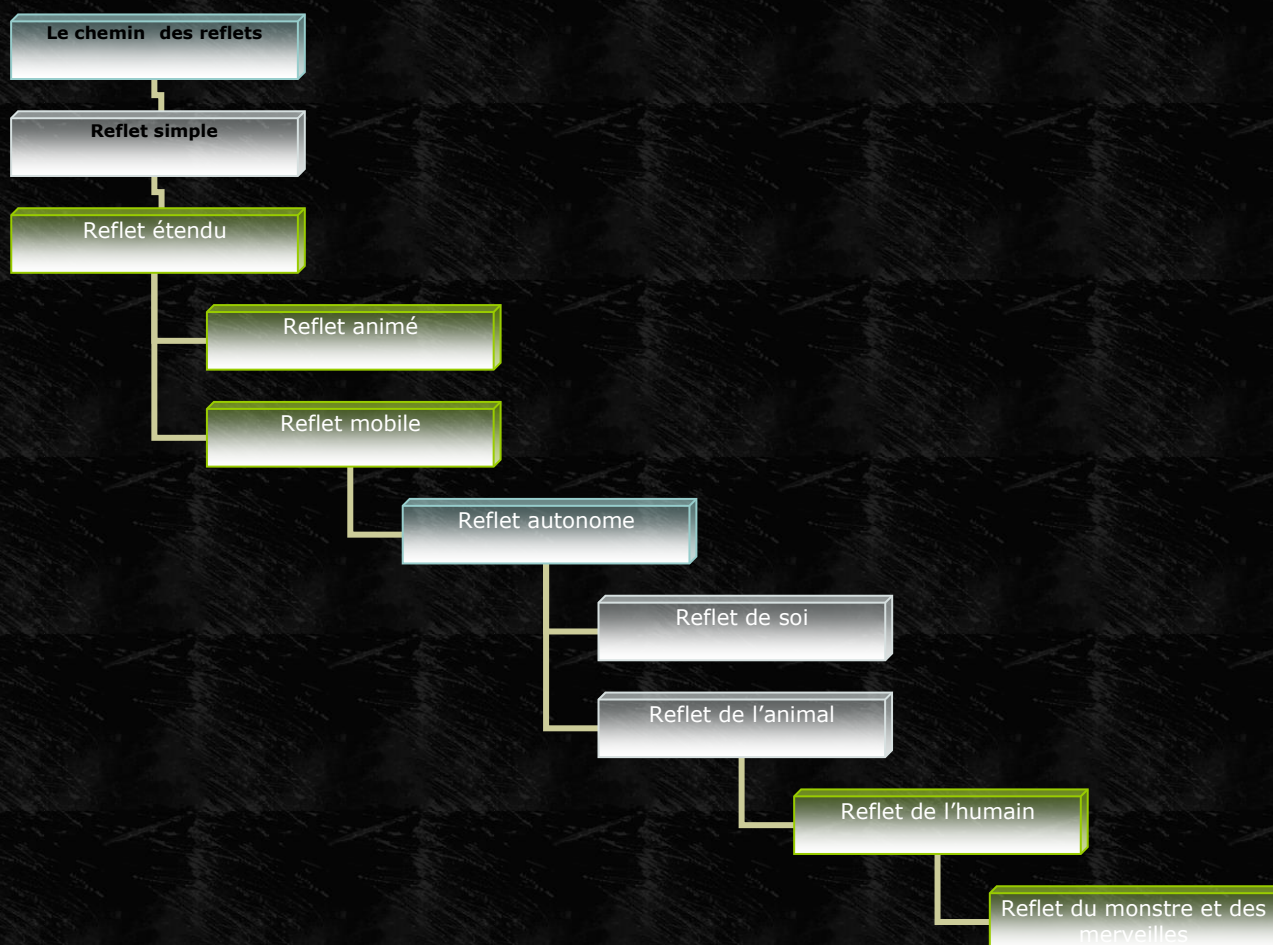 Le chemin des reflets
Reflet simple
Reflet étendu
Reflet animé
Reflet mobile
Reflet autonome
Reflet de soi
Reflet de l’animal
Reflet de l’humain
Reflet du monstre et des
merveilles